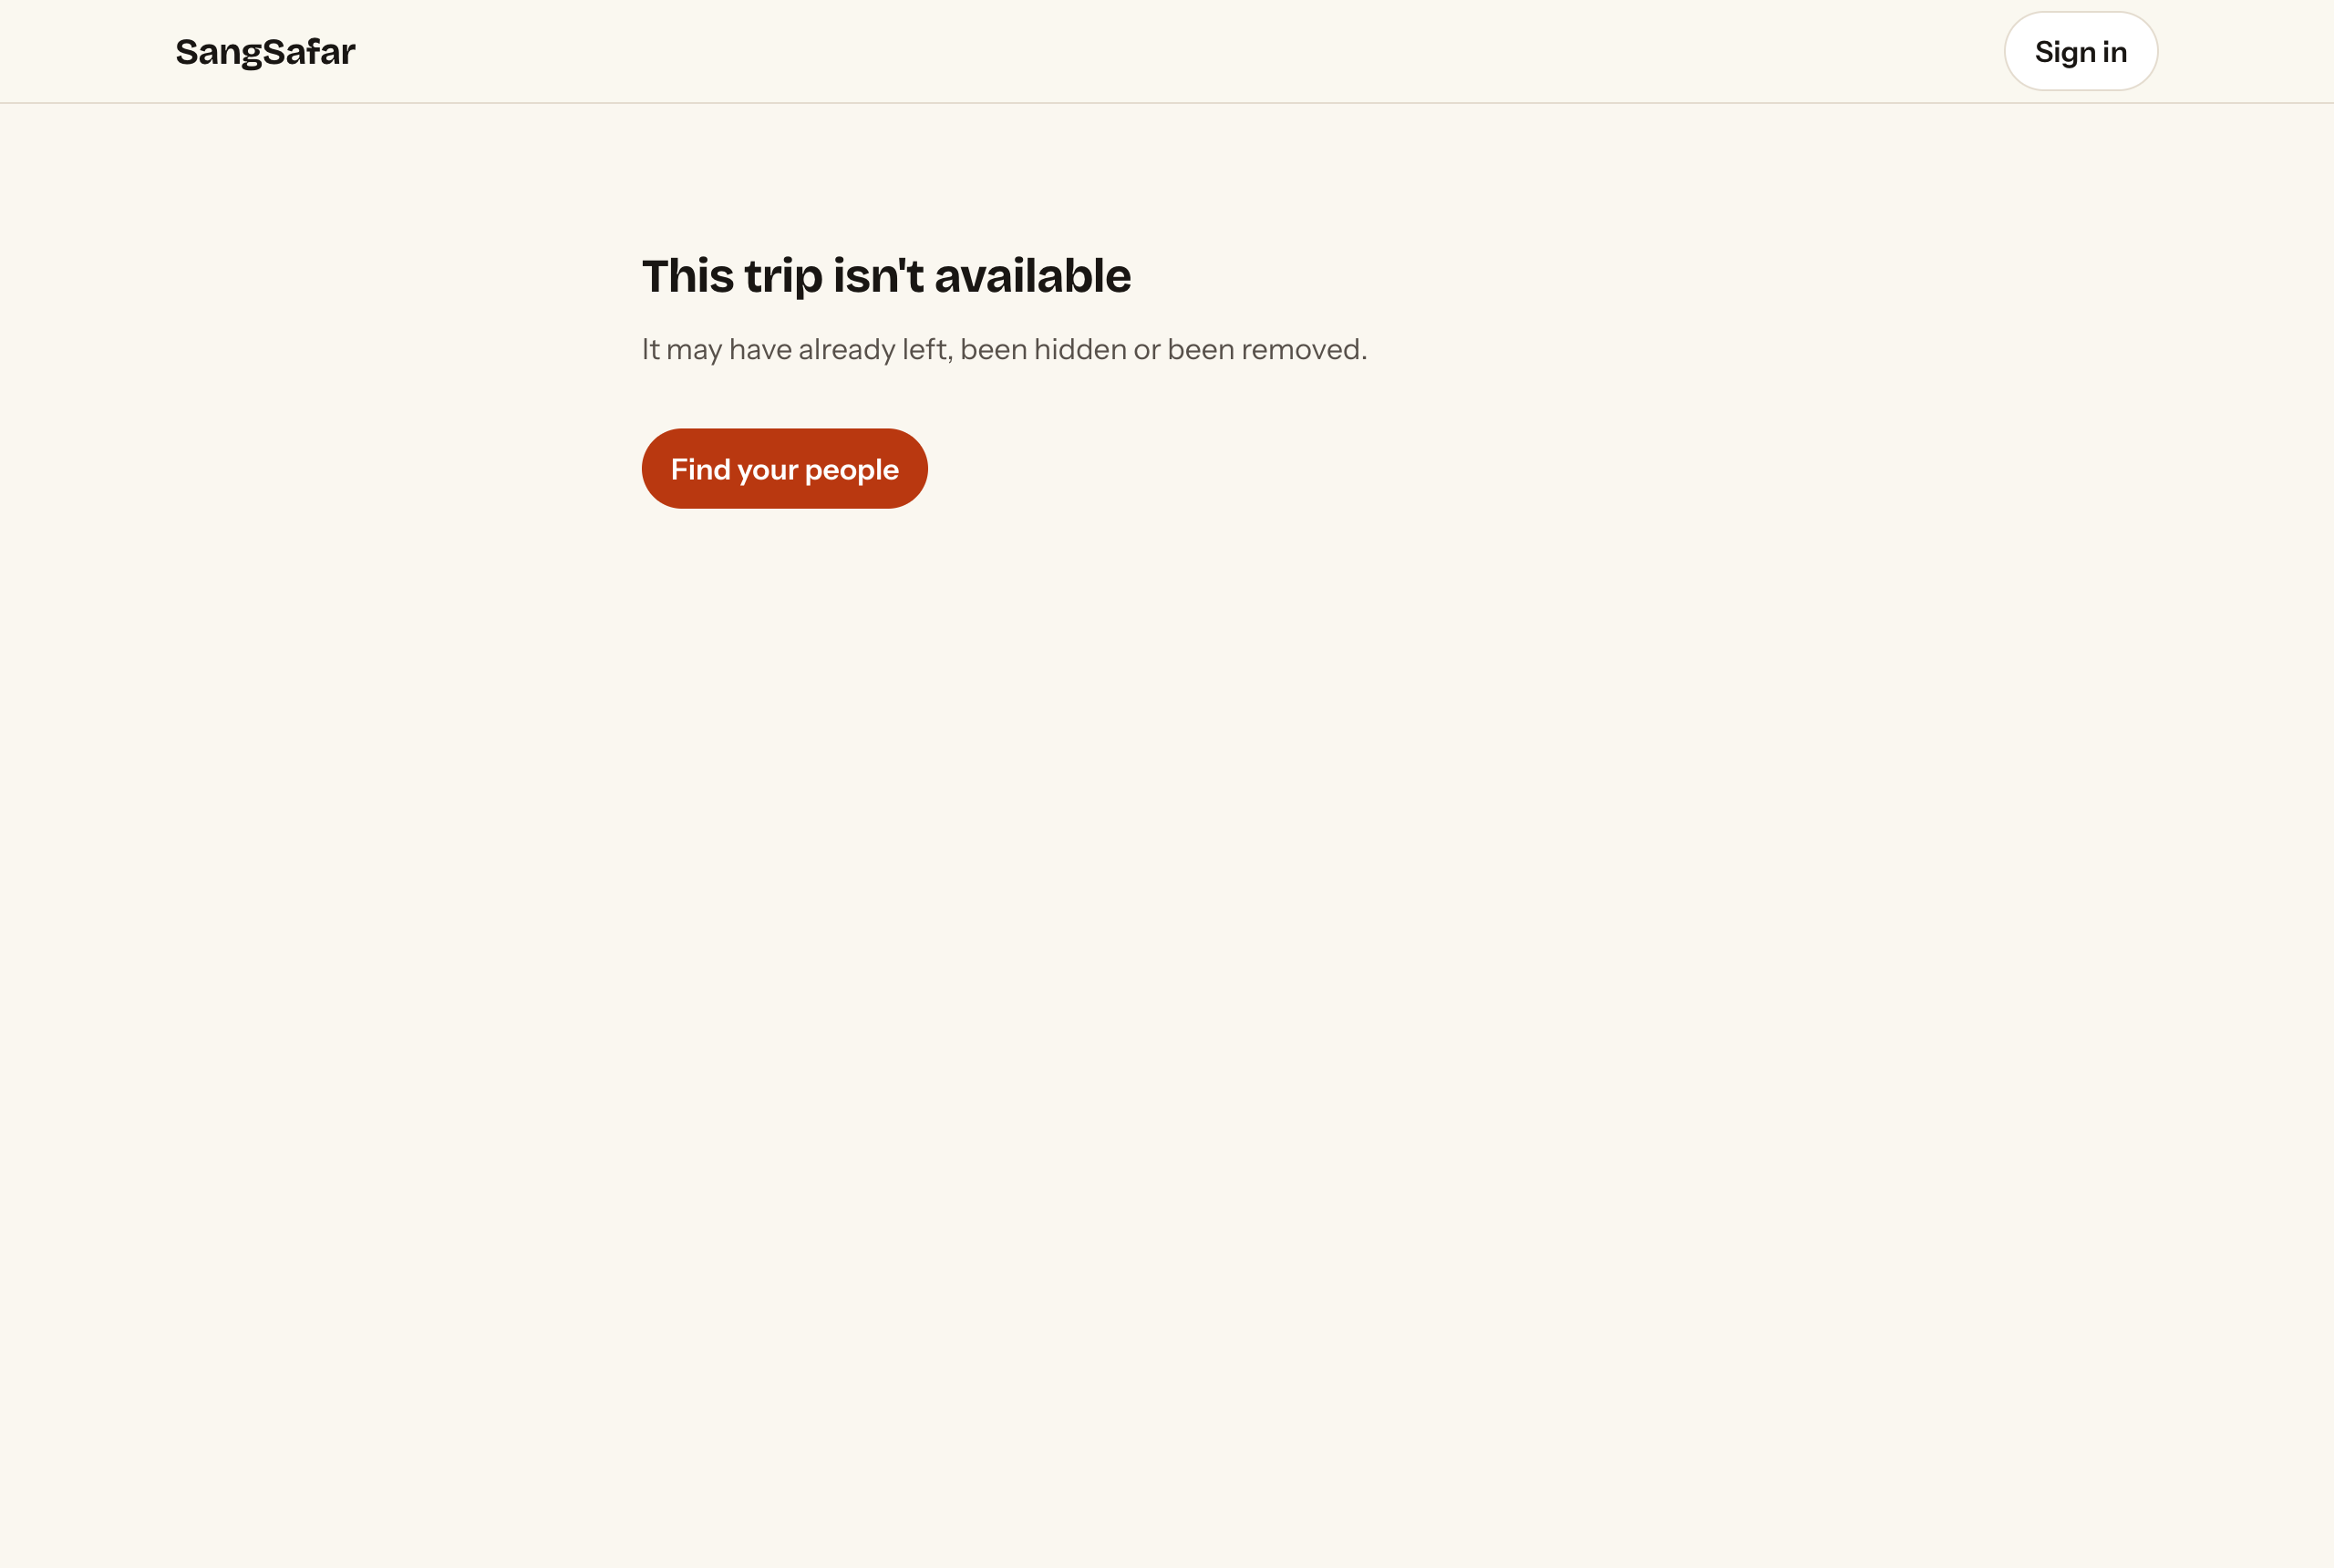 SangSafar
Sign in
This trip isn't available
It may have already left, been hidden or been removed.
Find your people